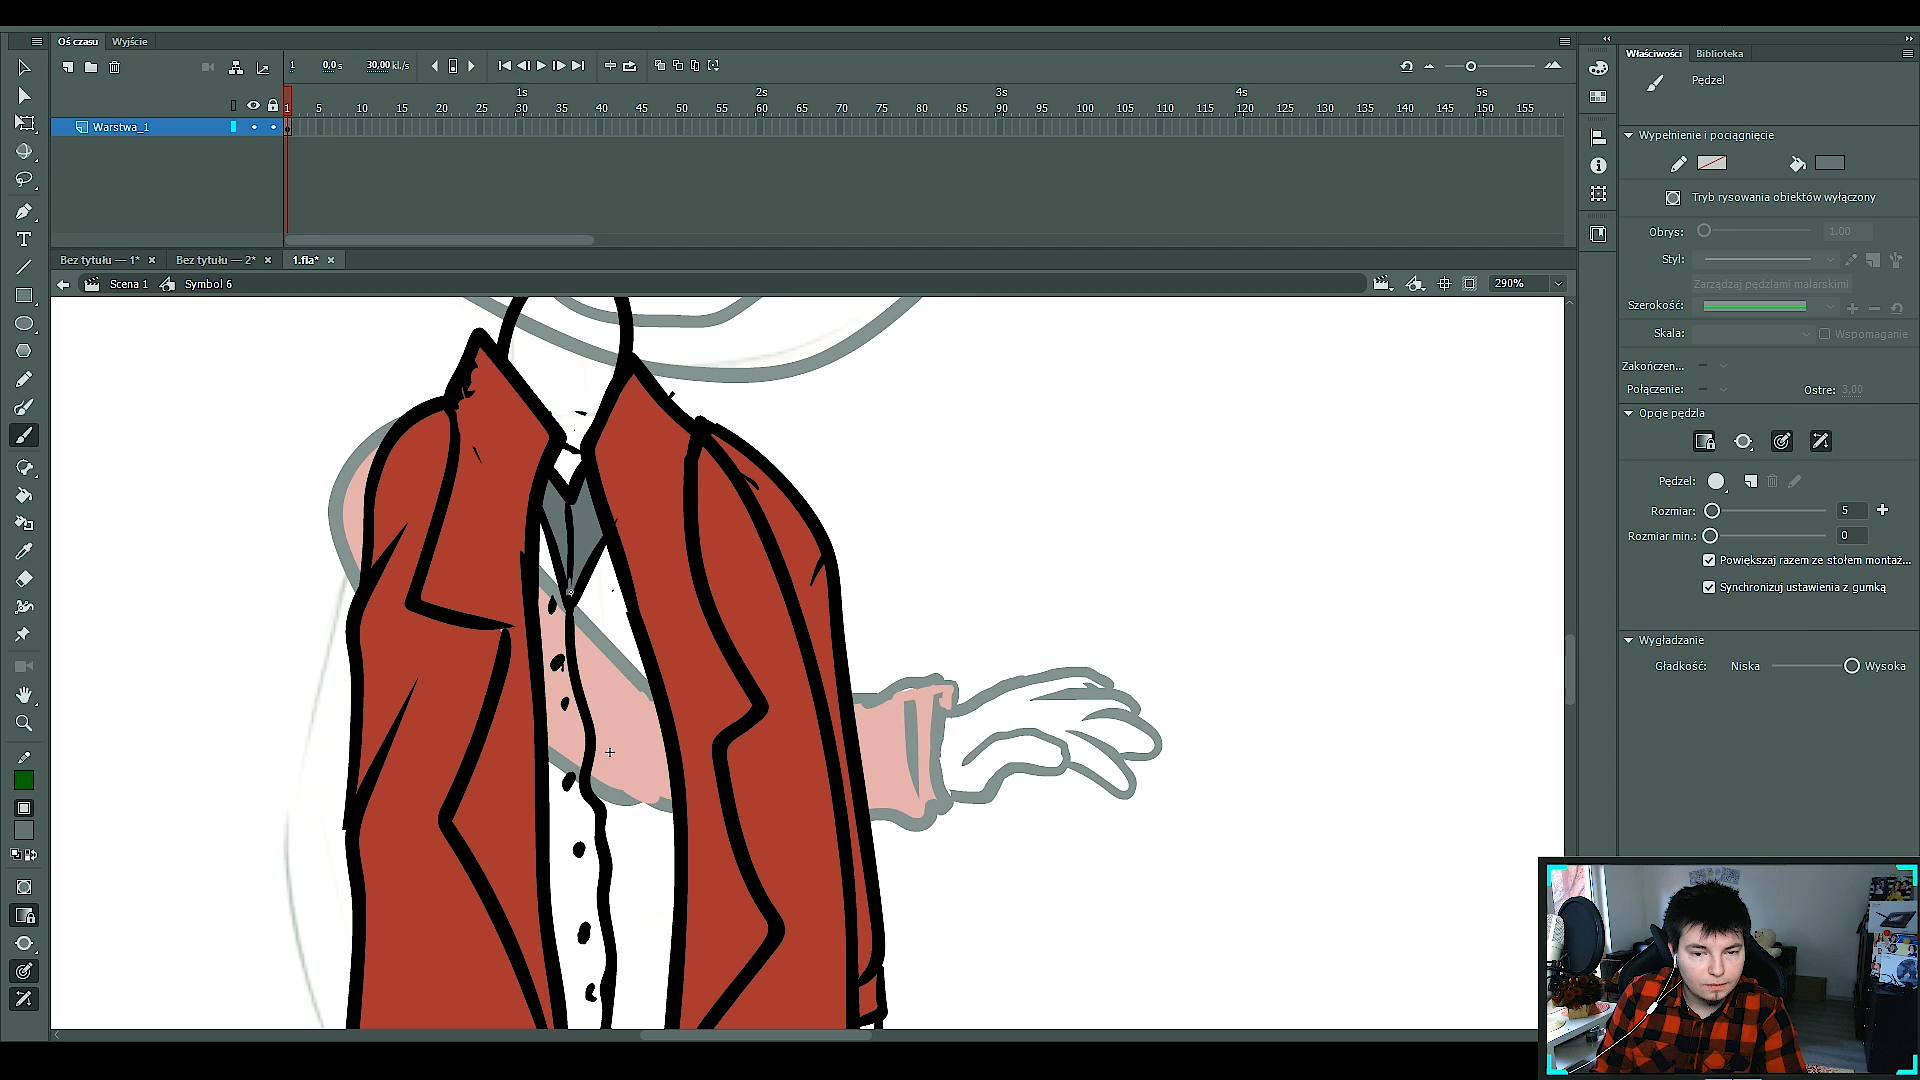 Oś czasu Wyjście
1 0,0 s 30,00 kl./s
1s 2s 3s 4s 5s
1 5 10 15 20 25 30 35 40 45 50 55 60 65 70 75 80 85 90 95 100 105 110 115 120 125 130 135 140 145 150 155
Warstwa_1
Bez tytułu — 1* × Bez tytułu — 2* × 1.fla* ×
Scena 1 Symbol 6 290%
Właściwości Biblioteka
Pędzel
Wypełnienie i pociągnięcie
Tryb rysowania obiektów wyłączony
Obrys: 1.00
Styl:
Zarządzaj pędzlami malarskimi
Szerokość:
Skala: Wspomaganie
Zakończen...
Połączenie: Ostre: 3,00
Opcje pędzla
Pędzel:
Rozmiar: 5
Rozmiar min.: 0
Powiększaj razem ze stołem montaż...
Synchronizuj ustawienia z gumką
Wygładzanie
Gładkość: Niska Wysoka